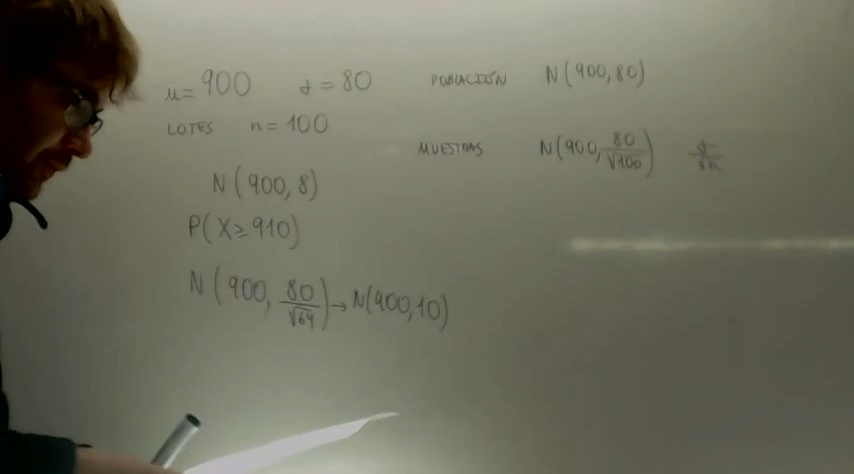 μ = 900 σ = 80 POBLACIÓN N(900, 80)
LOTES n = 100
MUESTRAS N(900, 80/√100) σ/√n
N(900, 8)
P(X ≥ 910)
N(900, 80/√64) → N(900, 10)